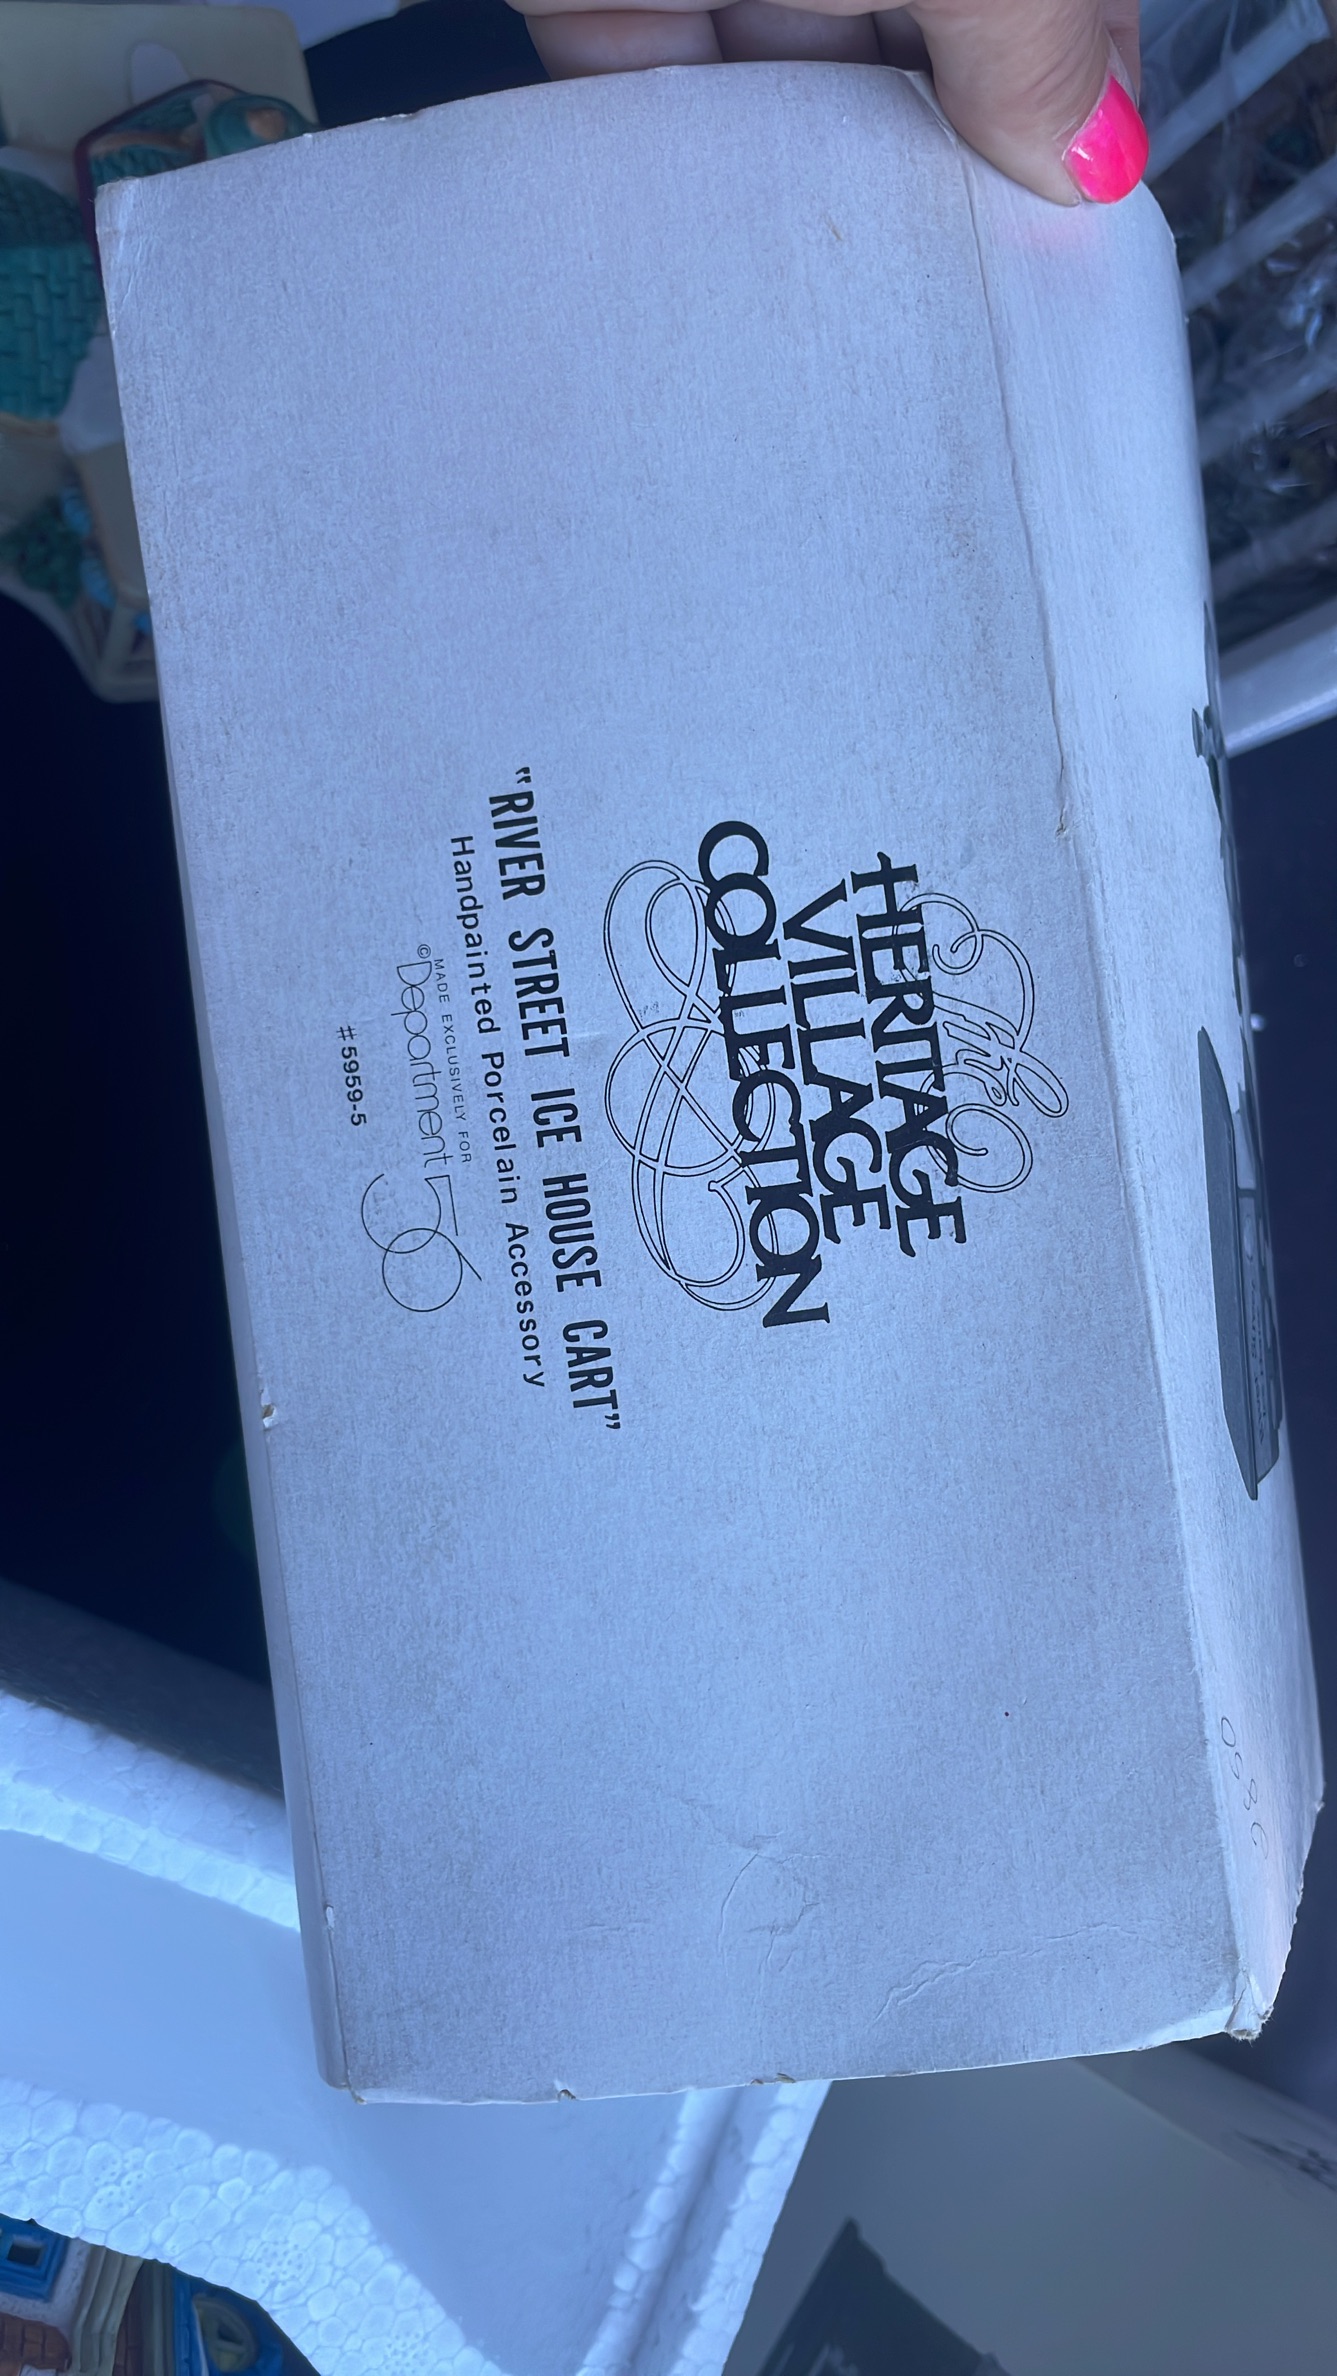 The
HERITAGE
VILLAGE
COLLECTION
"RIVER STREET ICE HOUSE CART"
Handpainted Porcelain Accessory
MADE EXCLUSIVELY FOR
©Department 56
#5959-5